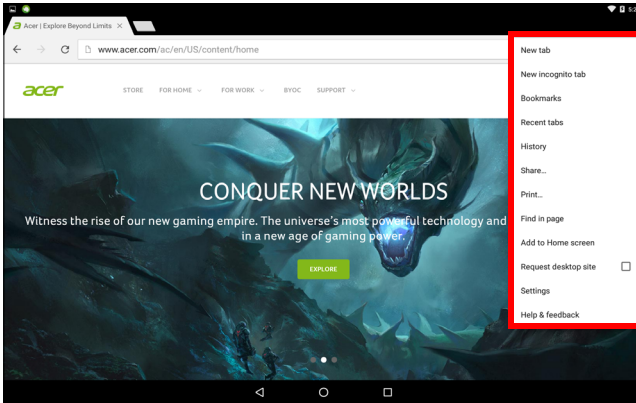 5:2
Acer | Explore Beyond Limits
www.acer.com/ac/en/US/content/home
acer
STORE FOR HOME FOR WORK BYOC SUPPORT
CONQUER NEW WORLDS
Witness the rise of our new gaming empire. The universe's most powerful technology and
in a new age of gaming power.
EXPLORE
New tab
New incognito tab
Bookmarks
Recent tabs
History
Share...
Print...
Find in page
Add to Home screen
Request desktop site
Settings
Help & feedback